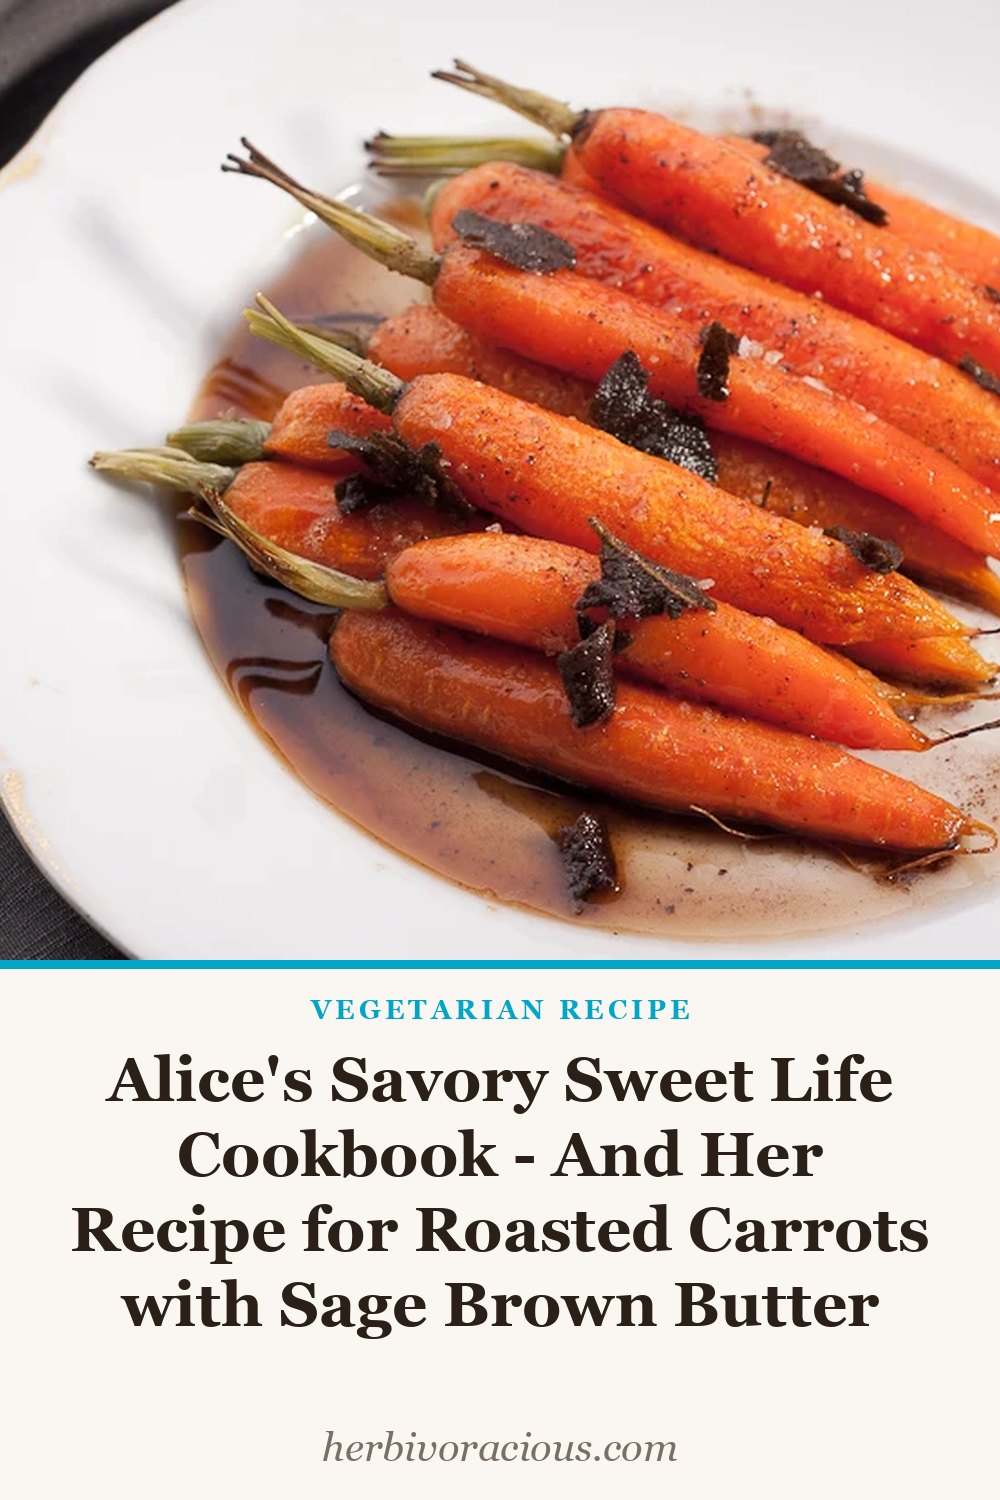 VEGETARIAN RECIPE
Alice's Savory Sweet Life
Cookbook - And Her
Recipe for Roasted Carrots
with Sage Brown Butter
herbivoracious.com